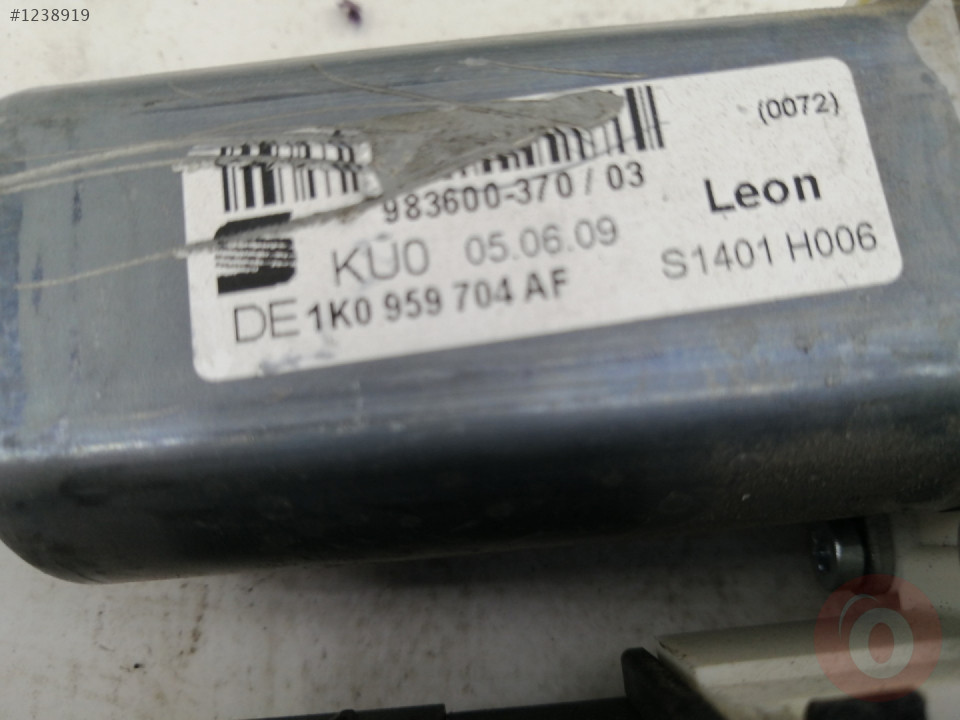 #1238919
(0072)
983600-370 / 03
Leon
KÜ0 05.06.09
S1401 H006
DE 1K0 959 704 AF